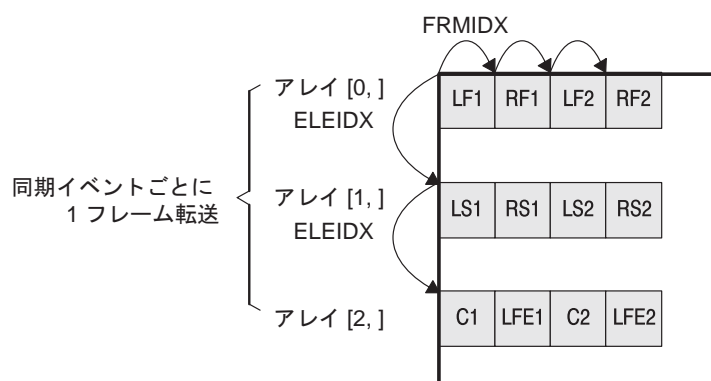 FRMIDX
アレイ [0, ]
ELEIDX
LF1 RF1 LF2 RF2
同期イベントごとに
1 フレーム転送
アレイ [1, ]
ELEIDX
LS1 RS1 LS2 RS2
アレイ [2, ]
C1 LFE1 C2 LFE2